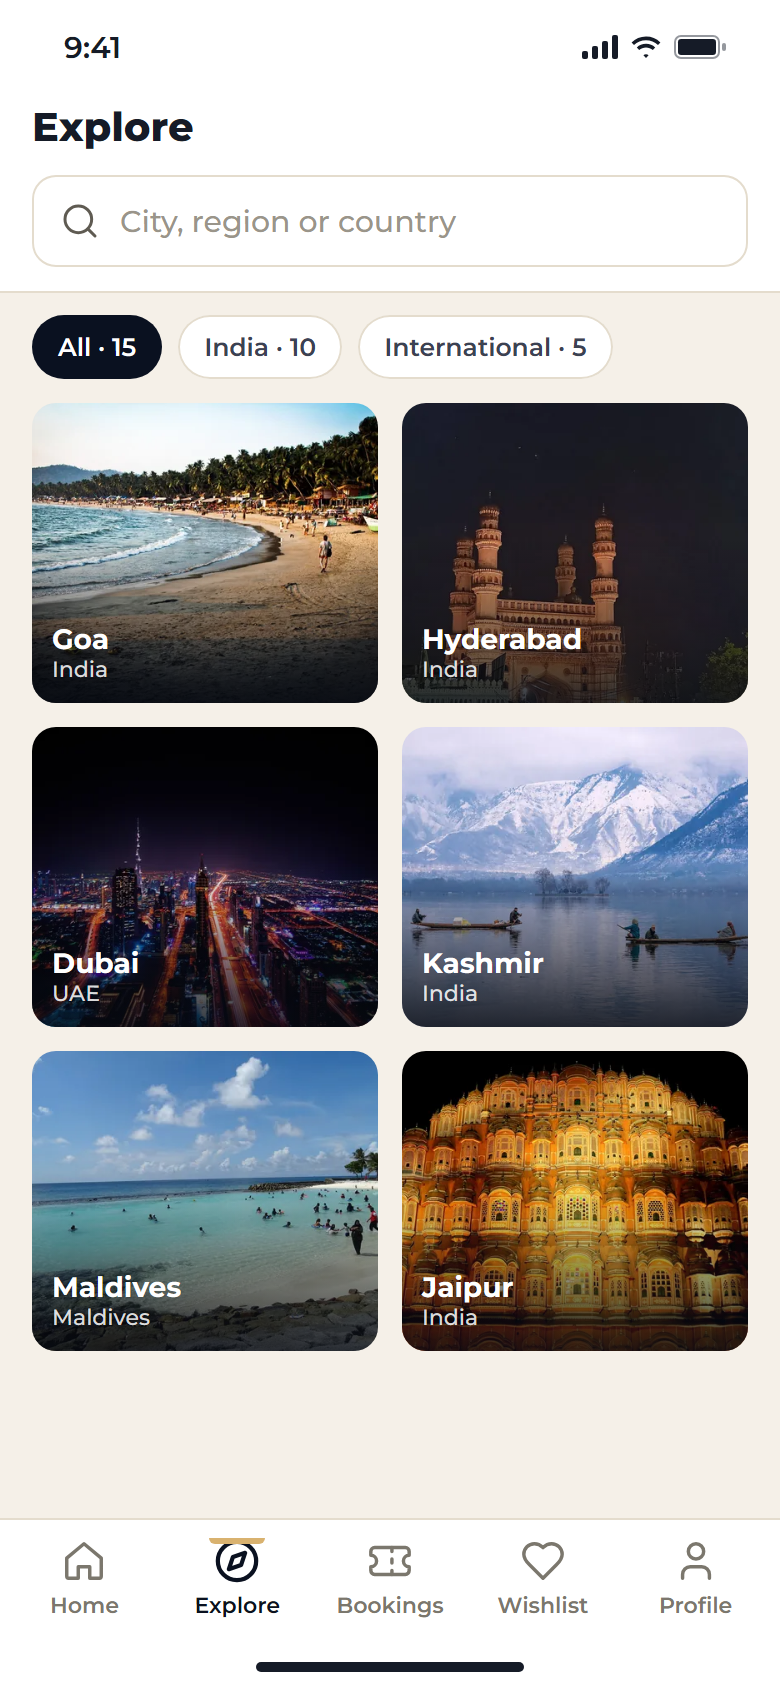 9:41
Explore
City, region or country
All · 15
India · 10
International · 5
Goa
India
Hyderabad
India
Dubai
UAE
Kashmir
India
Maldives
Maldives
Jaipur
India
Home
Explore
Bookings
Wishlist
Profile